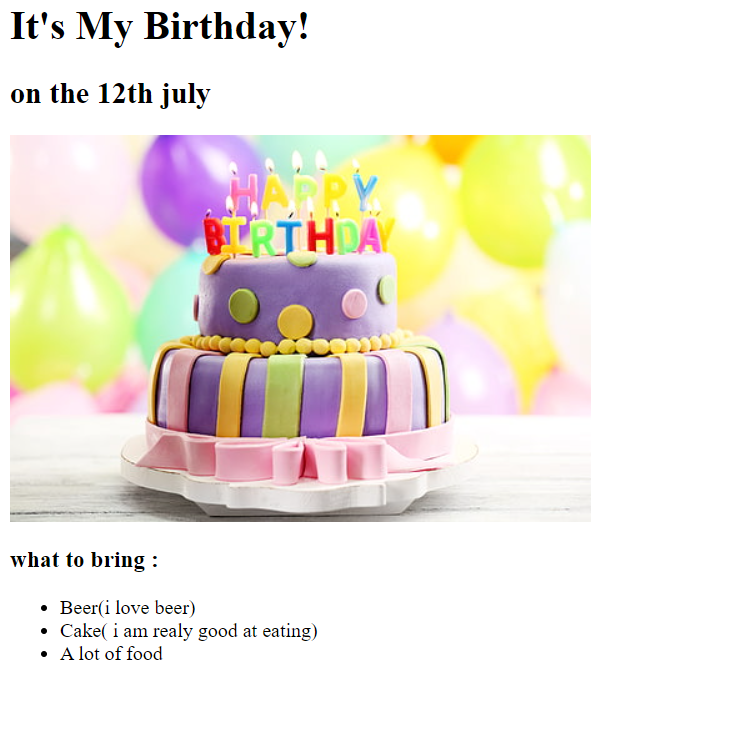 It's My Birthday!
on the 12th july
HAPPY
BIRTHDAY
what to bring :
Beer(i love beer)
Cake( i am realy good at eating)
A lot of food